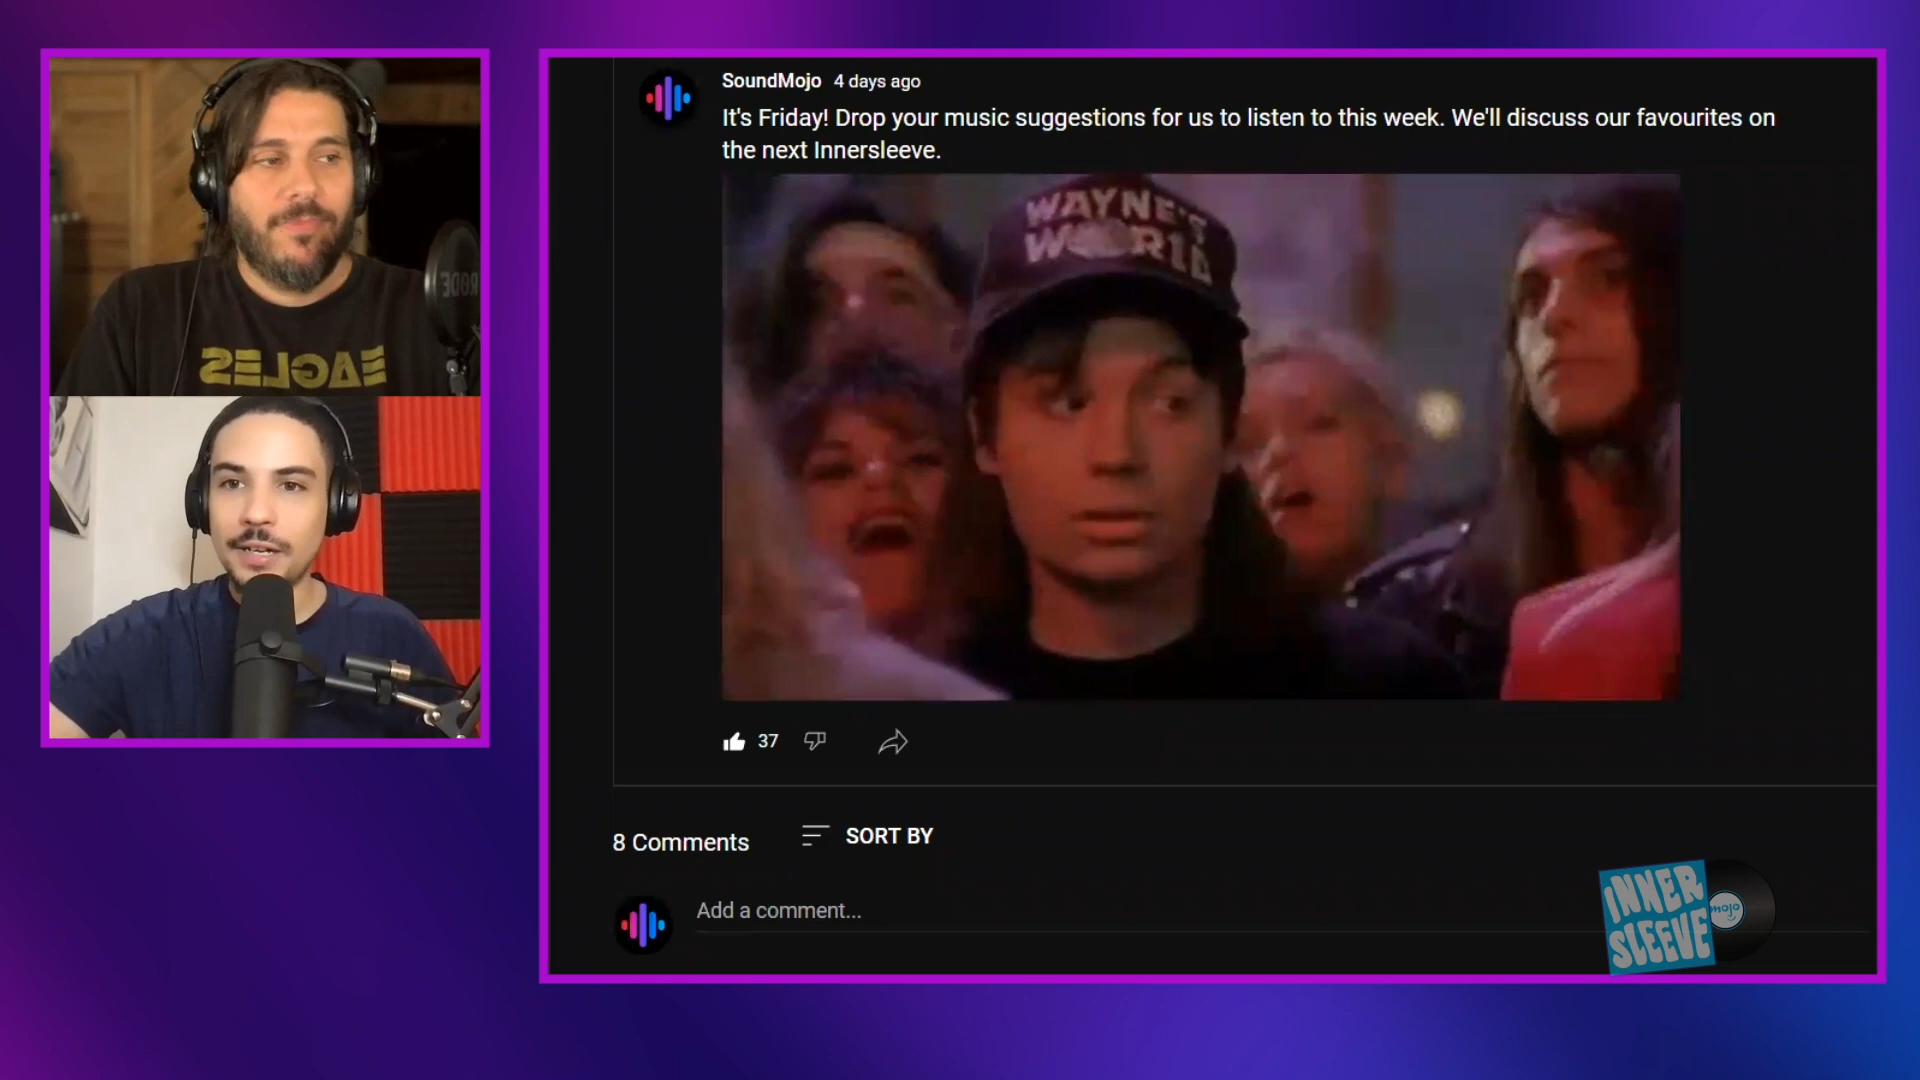 SoundMojo 4 days ago
It's Friday! Drop your music suggestions for us to listen to this week. We'll discuss our favourites on
the next Innersleeve.
WAYNE'S
WORLD
EAGLES
RODE
37
8 Comments
SORT BY
Add a comment...
INNER
SLEEVE
mojo